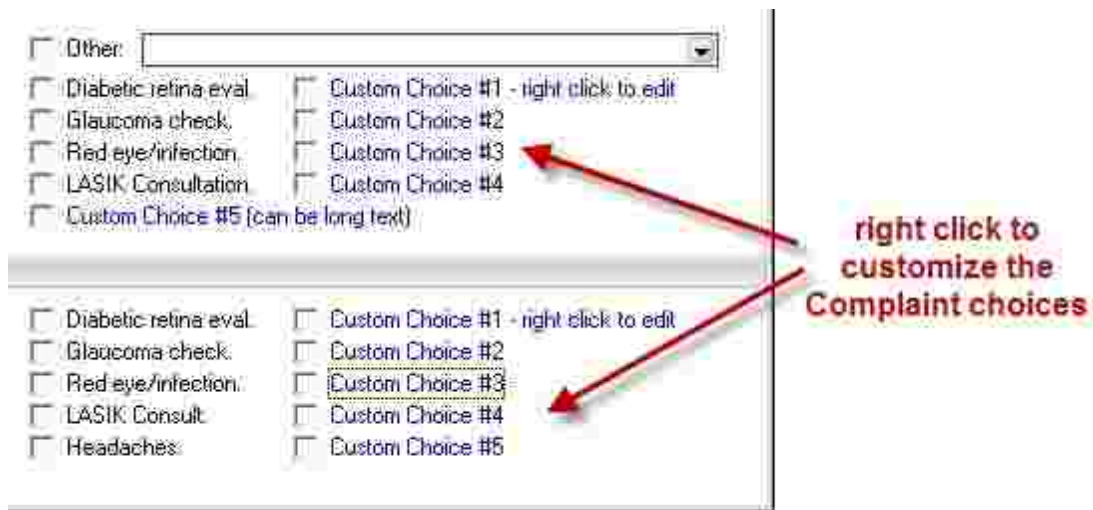 Other:
Diabetic retina eval. Custom Choice #1 - right click to edit
Glaucoma check. Custom Choice #2
Red eye/infection. Custom Choice #3
LASIK Consultation. Custom Choice #4
Custom Choice #5 (can be long text)
right click to
customize the
Complaint choices
Diabetic retina eval. Custom Choice #1 - right click to edit
Glaucoma check. Custom Choice #2
Red eye/infection. Custom Choice #3
LASIK Consult. Custom Choice #4
Headaches. Custom Choice #5